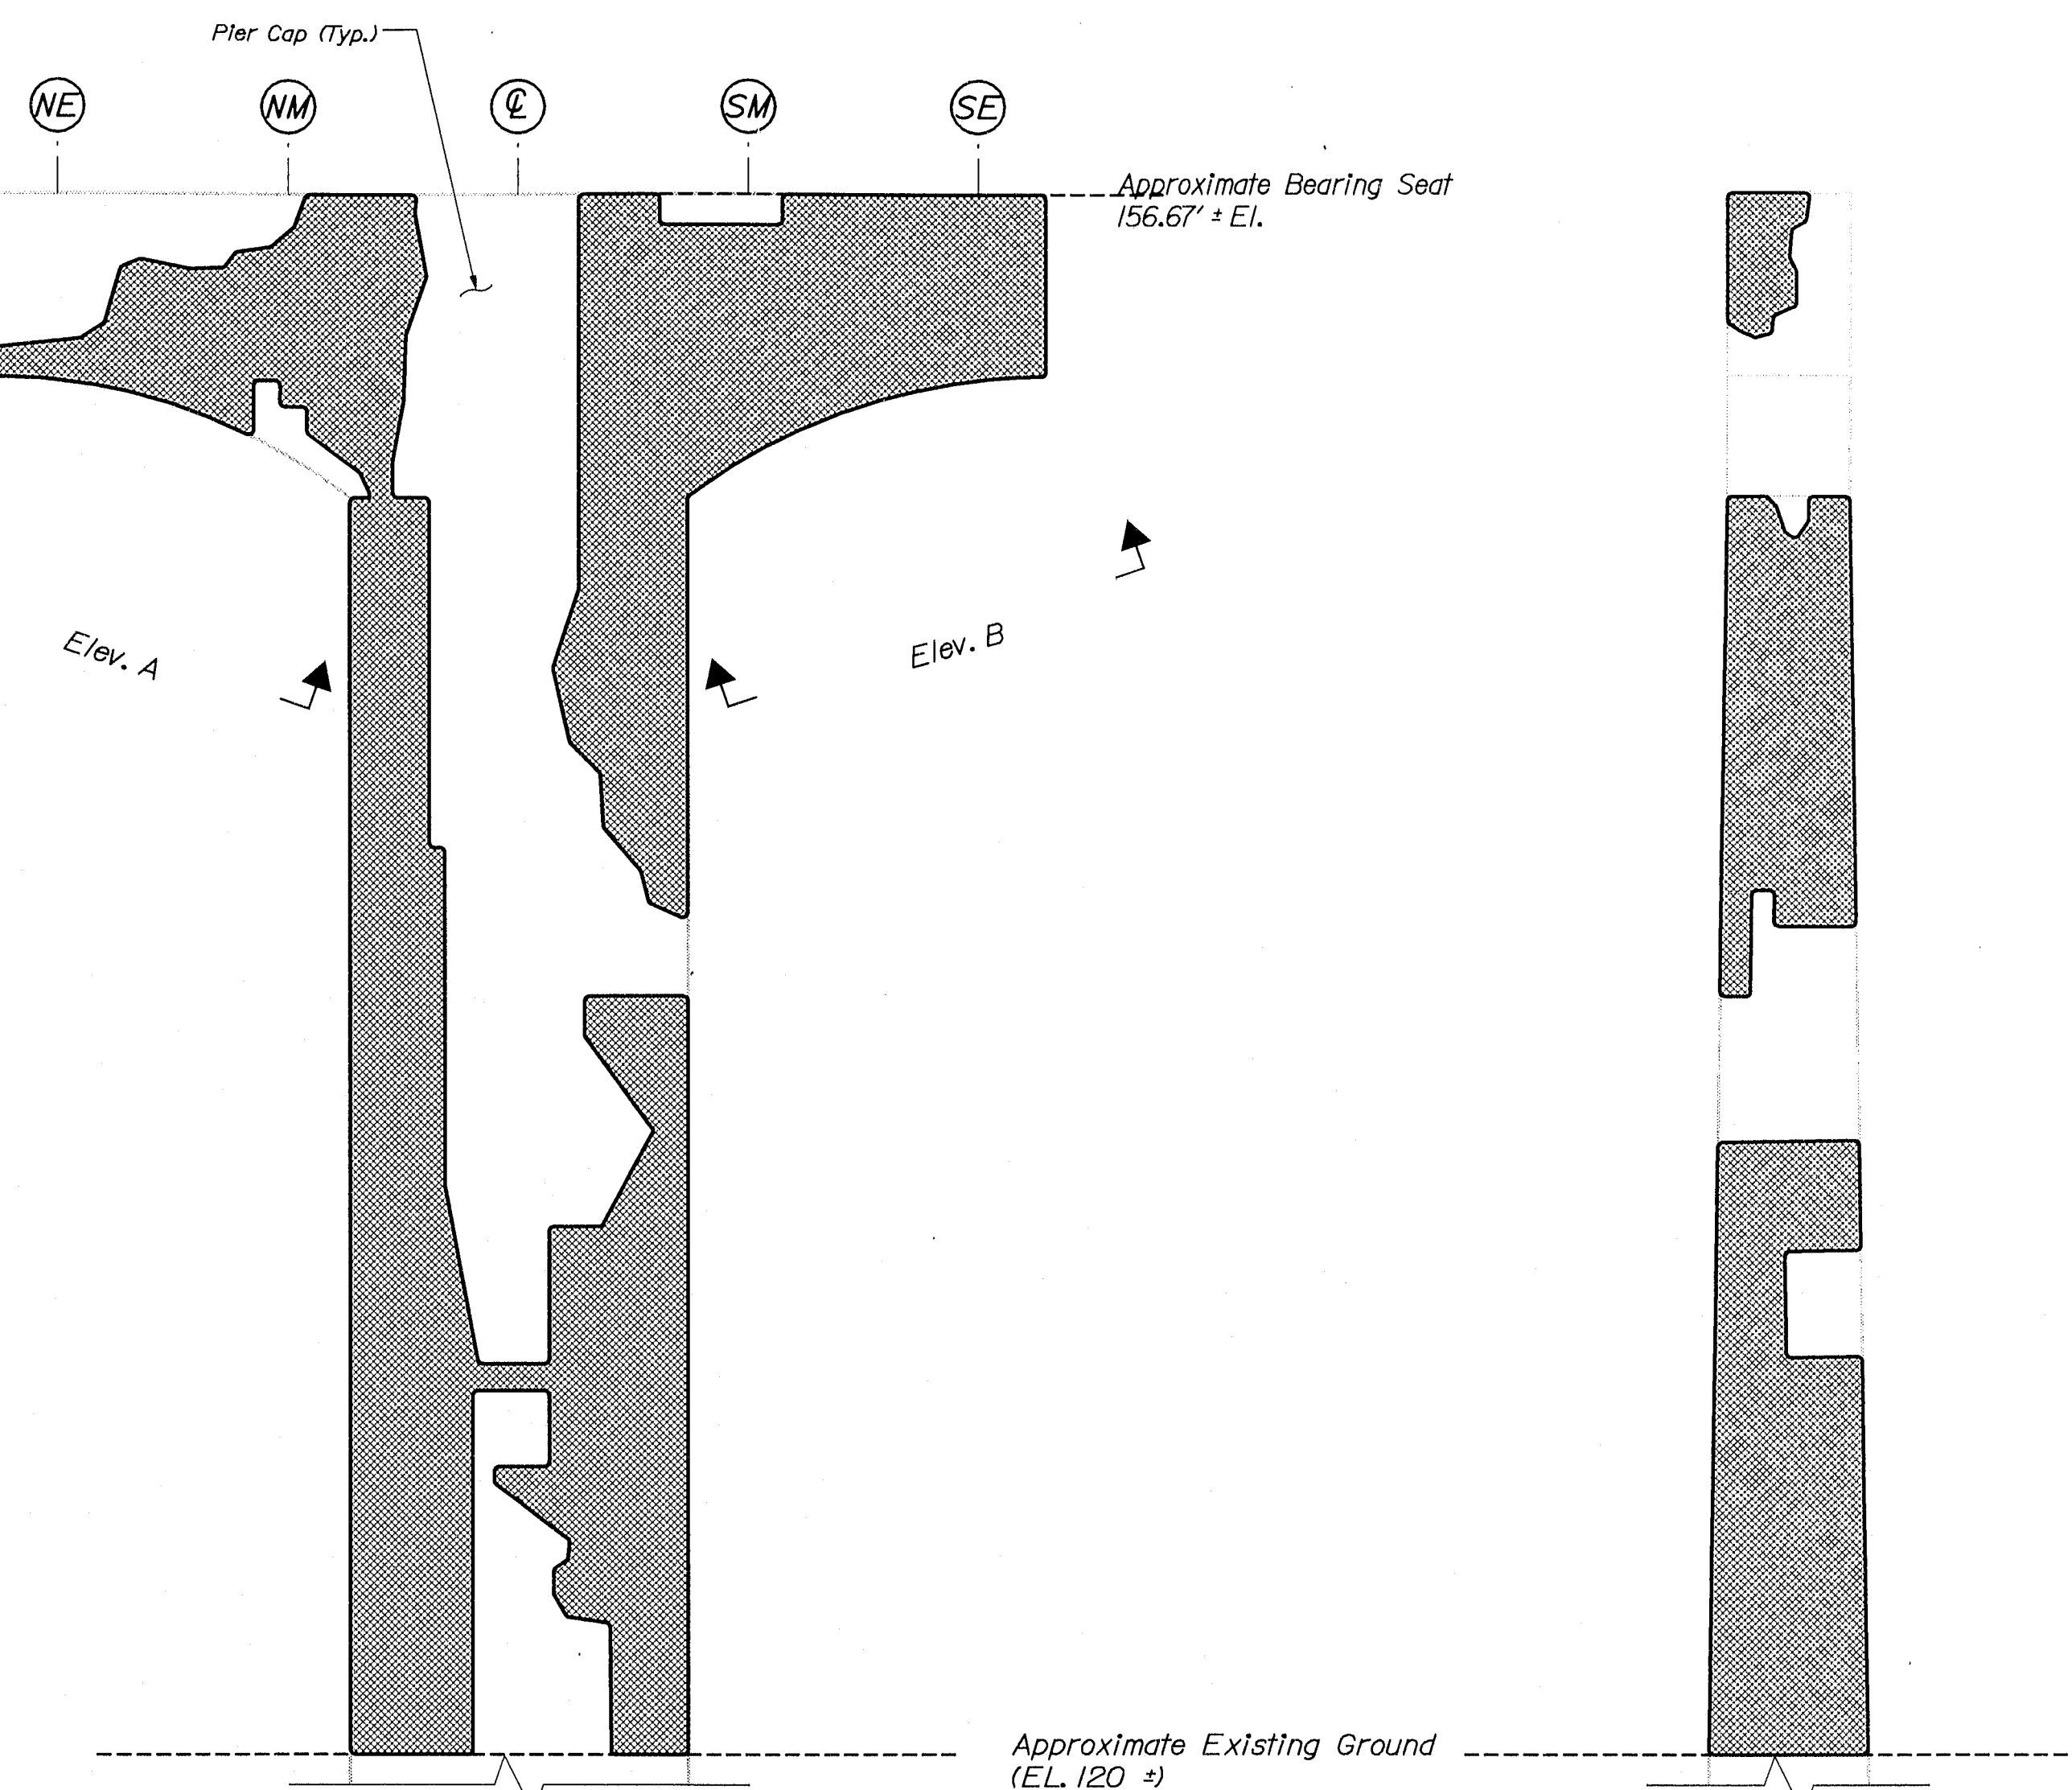 Pier Cap (Typ.)
NE NM ℄ SM SE
Approximate Bearing Seat
156.67' ± El.
Elev. A
Elev. B
Approximate Existing Ground
(EL. 120 ±)